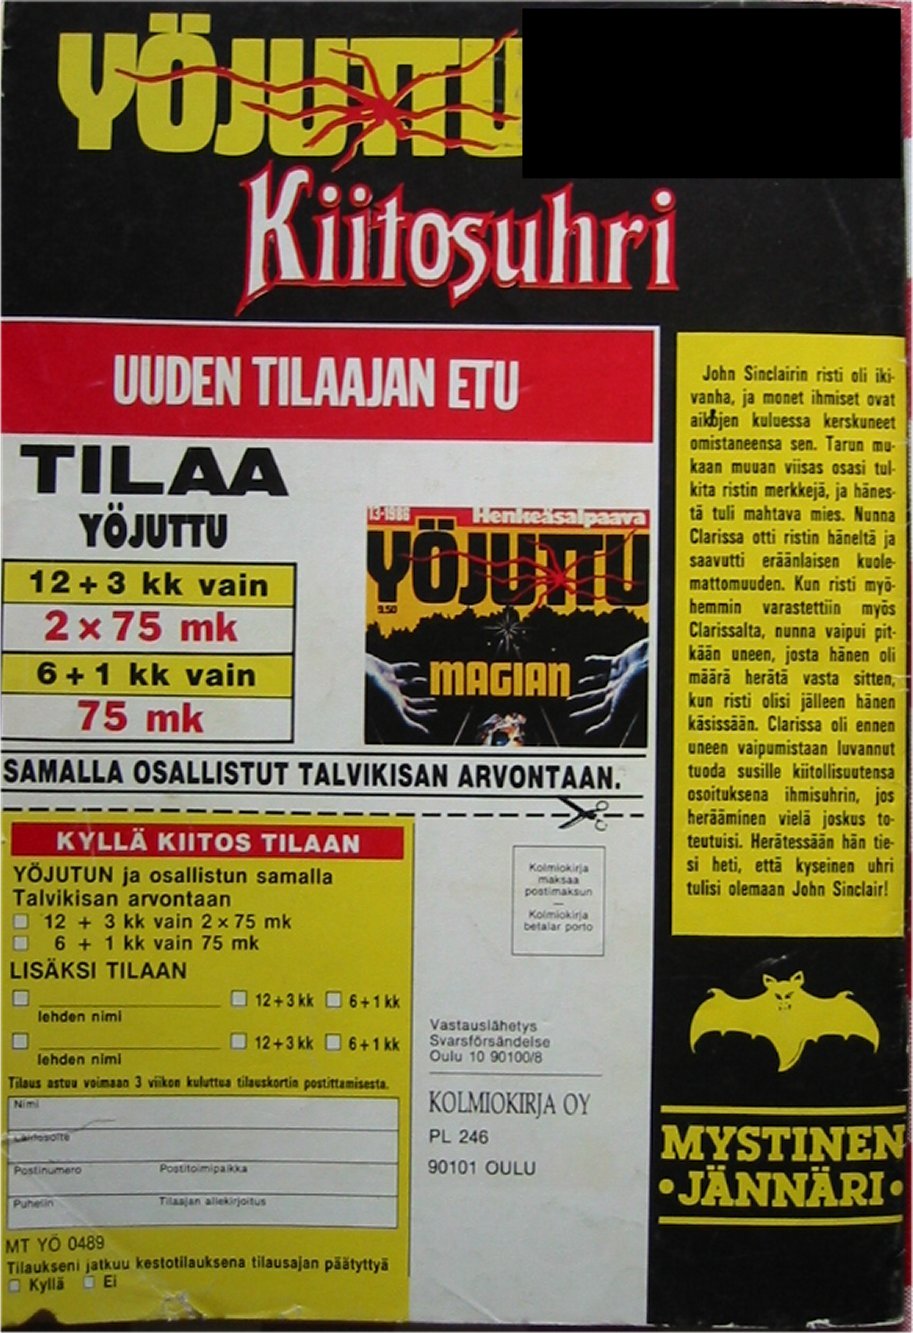 YÖJUTTU
Kiitosuhri
UUDEN TILAAJAN ETU
TILAA
YÖJUTTU
12 + 3 kk vain
2 x 75 mk
6 + 1 kk vain
75 mk
13-1986 Henkeäsalpaava
YÖJUTTU
9.50
MAGIAN
SAMALLA OSALLISTUT TALVIKISAN ARVONTAAN.
KYLLÄ KIITOS TILAAN
YÖJUTUN ja osallistun samalla
Talvikisan arvontaan
12 + 3 kk vain 2 x 75 mk
6 + 1 kk vain 75 mk
LISÄKSI TILAAN
12+3 kk 6+1 kk
lehden nimi
12+3 kk 6+1 kk
lehden nimi
Tilaus astuu voimaan 3 viikon kuluttua tilauskortin postittamisesta.
Nimi
Lähiosoite
Postinumero Postitoimipaikka
Puhelin Tilaajan allekirjoitus
MT YÖ 0489
Tilaukseni jatkuu kestotilauksena tilausajan päätyttyä
Kyllä Ei
Kolmiokirja
maksaa
postimaksun
—
Kolmiokirja
betalar porto
Vastauslähetys
Svarsförsändelse
Oulu 10 90100/8
KOLMIOKIRJA OY
PL 246
90101 OULU
John Sinclairin risti oli iki-
vanha, ja monet ihmiset ovat
aikojen kuluessa kerskuneet
omistaneensa sen. Tarun mu-
kaan muuan viisas osasi tul-
kita ristin merkkejä, ja hänes-
tä tuli mahtava mies. Nunna
Clarissa otti ristin häneltä ja
saavutti eräänlaisen kuole-
mattomuuden. Kun risti myö-
hemmin varastettiin myös
Clarissalta, nunna vaipui pit-
kään uneen, josta hänen oli
määrä herätä vasta sitten,
kun risti olisi jälleen hänen
käsissään. Clarissa oli ennen
uneen vaipumistaan luvannut
tuoda susille kiitollisuutensa
osoituksena ihmisuhrin, jos
herääminen vielä joskus to-
teutuisi. Herätessään hän tie-
si heti, että kyseinen uhri
tulisi olemaan John Sinclair!
MYSTINEN
•JÄNNÄRI•